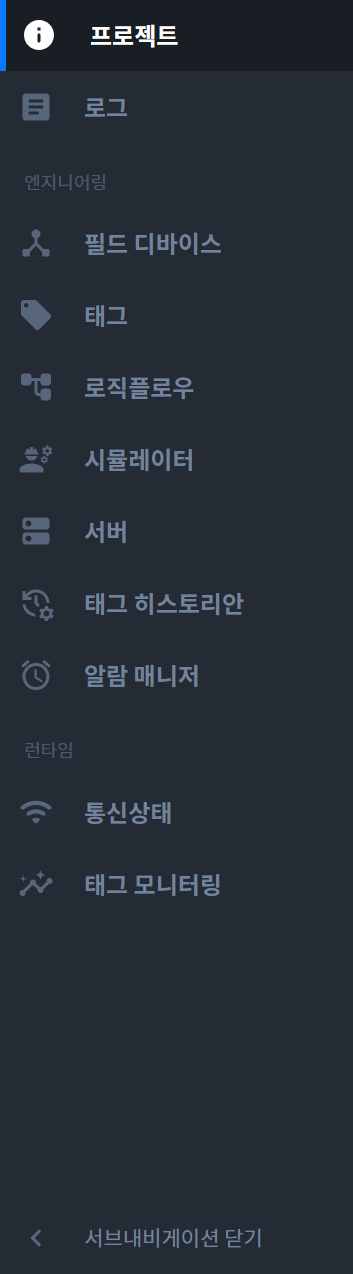 프로젝트
로그
엔지니어링
필드 디바이스
태그
로직플로우
시뮬레이터
서버
태그 히스토리안
알람 매니저
런타임
통신상태
태그 모니터링
서브내비게이션 닫기